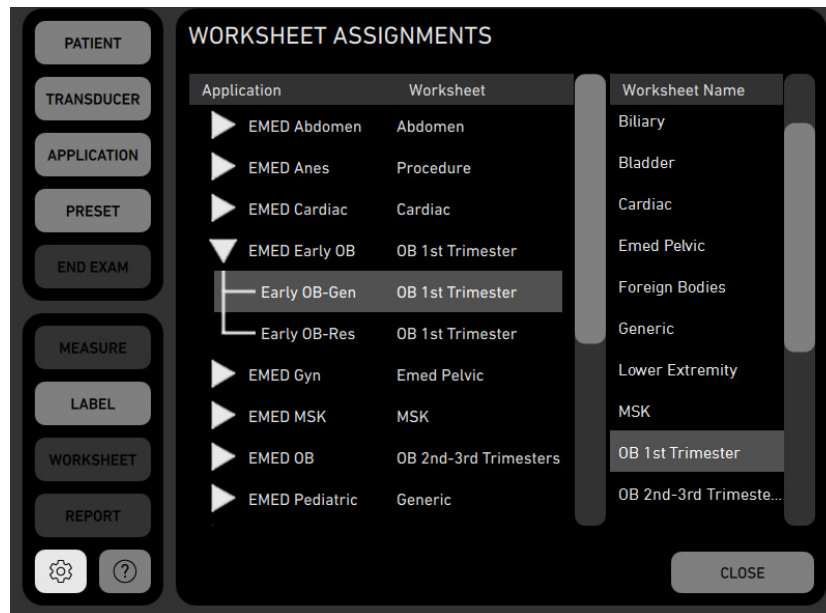 PATIENT
TRANSDUCER
APPLICATION
PRESET
END EXAM
MEASURE
LABEL
WORKSHEET
REPORT
?
WORKSHEET ASSIGNMENTS
Application Worksheet
EMED Abdomen Abdomen
EMED Anes Procedure
EMED Cardiac Cardiac
EMED Early OB OB 1st Trimester
Early OB-Gen OB 1st Trimester
Early OB-Res OB 1st Trimester
EMED Gyn Emed Pelvic
EMED MSK MSK
EMED OB OB 2nd-3rd Trimesters
EMED Pediatric Generic
Worksheet Name
Biliary
Bladder
Cardiac
Emed Pelvic
Foreign Bodies
Generic
Lower Extremity
MSK
OB 1st Trimester
OB 2nd-3rd Trimeste...
CLOSE